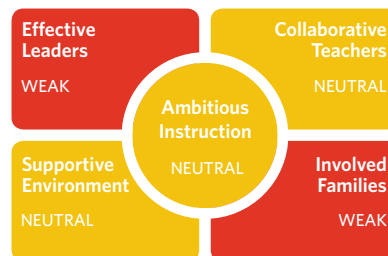 Effective
Leaders
WEAK
Collaborative
Teachers
NEUTRAL
Ambitious
Instruction
NEUTRAL
Supportive
Environment
NEUTRAL
Involved
Families
WEAK